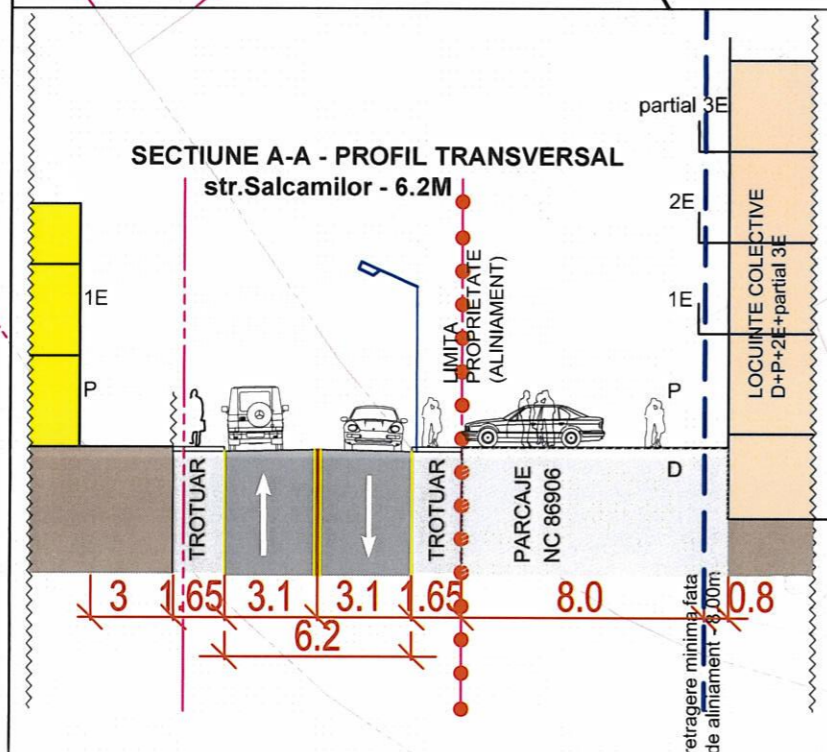 SECTIUNE A-A - PROFIL TRANSVERSAL
str.Salcamilor - 6.2M
partial 3E
2E
1E
P
D
1E
P
LIMITA
PROPRIETATE
(ALINIAMENT)
LOCUINTE COLECTIVE
D+P+2E+partial 3E
TROTUAR
TROTUAR
PARCAJE
NC 86906
3
1.65
3.1
3.1
1.65
8.0
0.8
6.2
etragere minima fata
de aliniament - 8.00m